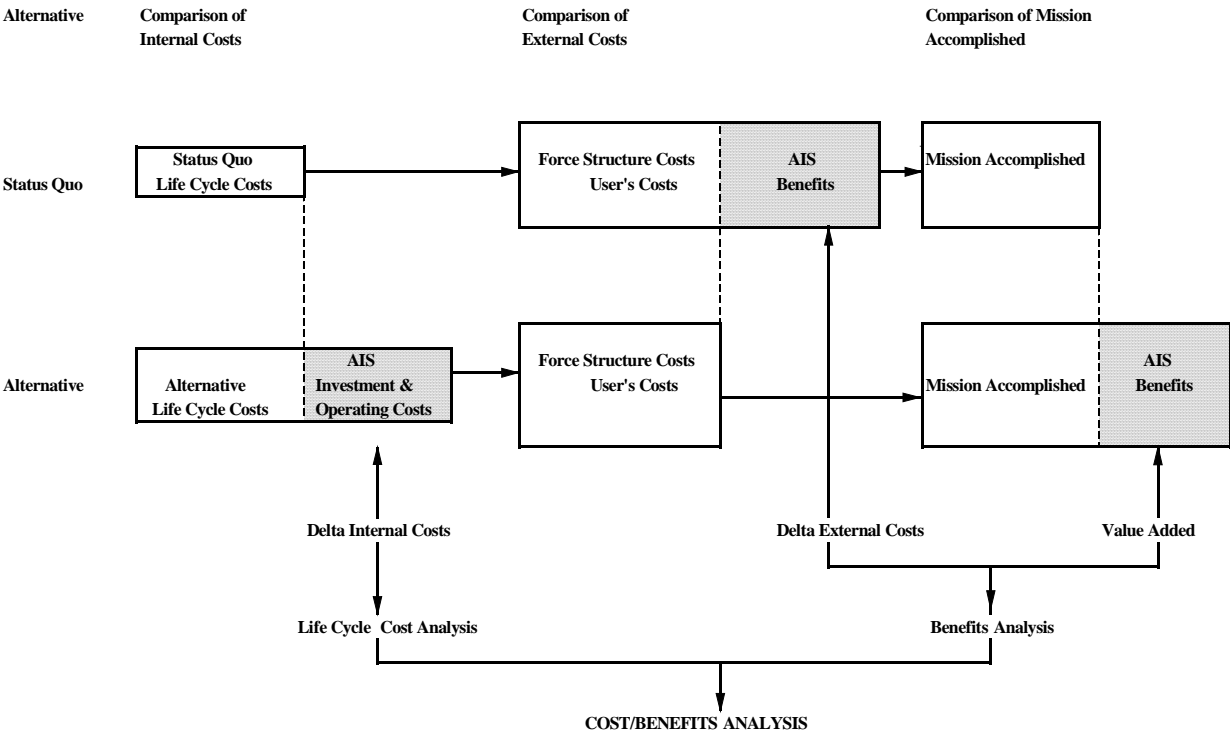 Alternative
Comparison of
Internal Costs
Comparison of
External Costs
Comparison of Mission
Accomplished
Status Quo
Status Quo
Life Cycle Costs
Force Structure Costs
User's Costs
AIS
Benefits
Mission Accomplished
Alternative
Alternative
Life Cycle Costs
AIS
Investment &
Operating Costs
Force Structure Costs
User's Costs
Mission Accomplished
AIS
Benefits
Delta Internal Costs
Delta External Costs
Value Added
Life Cycle Cost Analysis
Benefits Analysis
COST/BENEFITS ANALYSIS